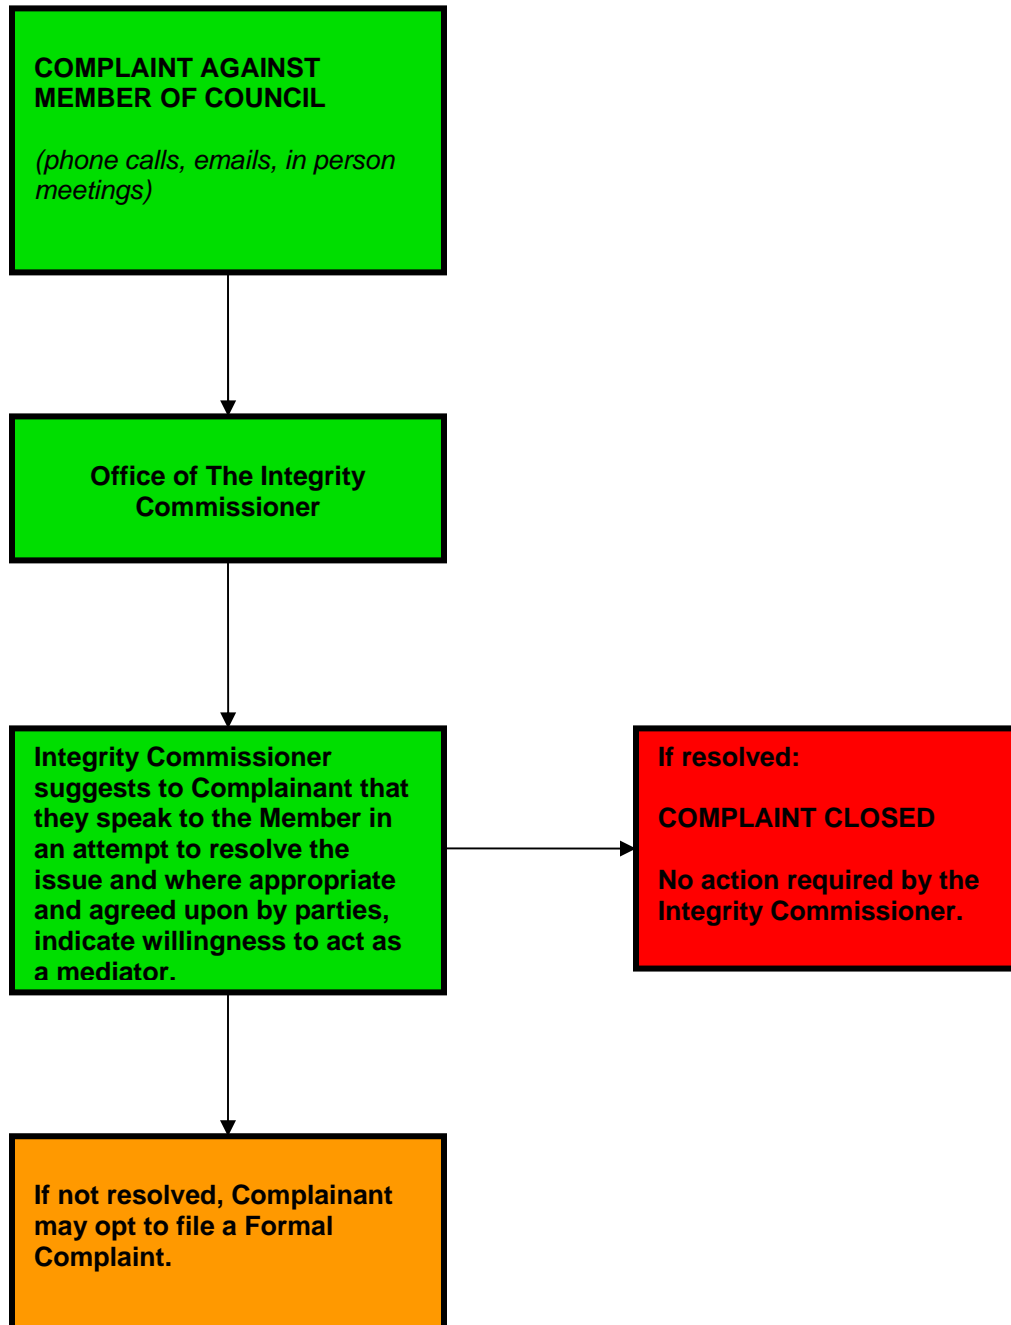 COMPLAINT AGAINST
MEMBER OF COUNCIL
(phone calls, emails, in person
meetings)
Office of The Integrity
Commissioner
Integrity Commissioner
suggests to Complainant that
they speak to the Member in
an attempt to resolve the
issue and where appropriate
and agreed upon by parties,
indicate willingness to act as
a mediator.
If resolved:
COMPLAINT CLOSED
No action required by the
Integrity Commissioner.
If not resolved, Complainant
may opt to file a Formal
Complaint.